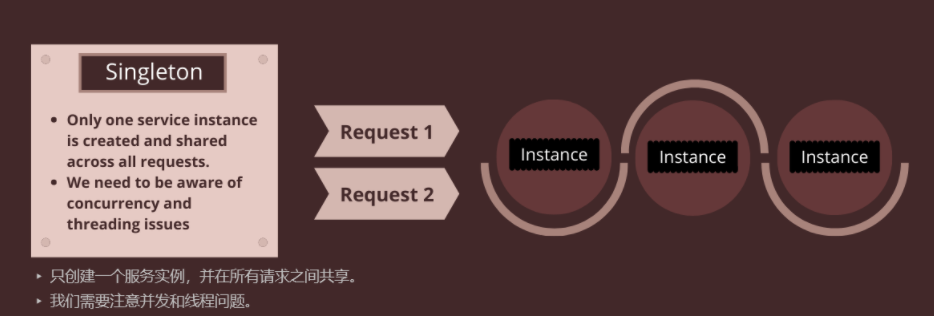 Singleton
• Only one service instance
is created and shared
across all requests.
• We need to be aware of
concurrency and
threading issues
Request 1
Request 2
Instance
Instance
Instance
‣ 只创建一个服务实例，并在所有请求之间共享。
‣ 我们需要注意并发和线程问题。